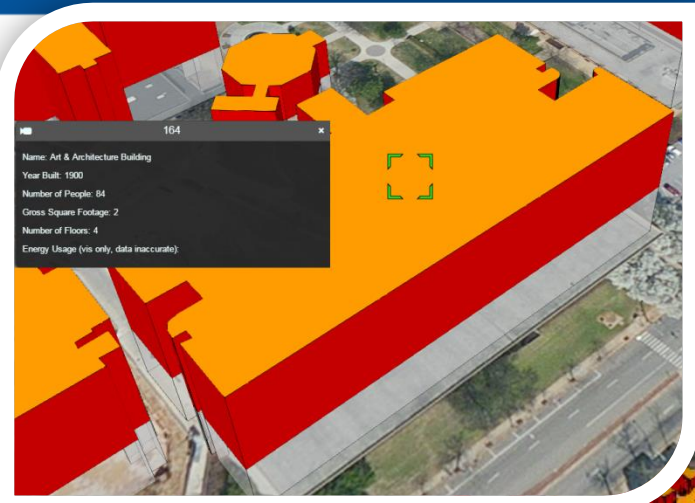 164 ×
Name: Art & Architecture Building
Year Built: 1900
Number of People: 84
Gross Square Footage: 2
Number of Floors: 4
Energy Usage (vis only, data inaccurate):